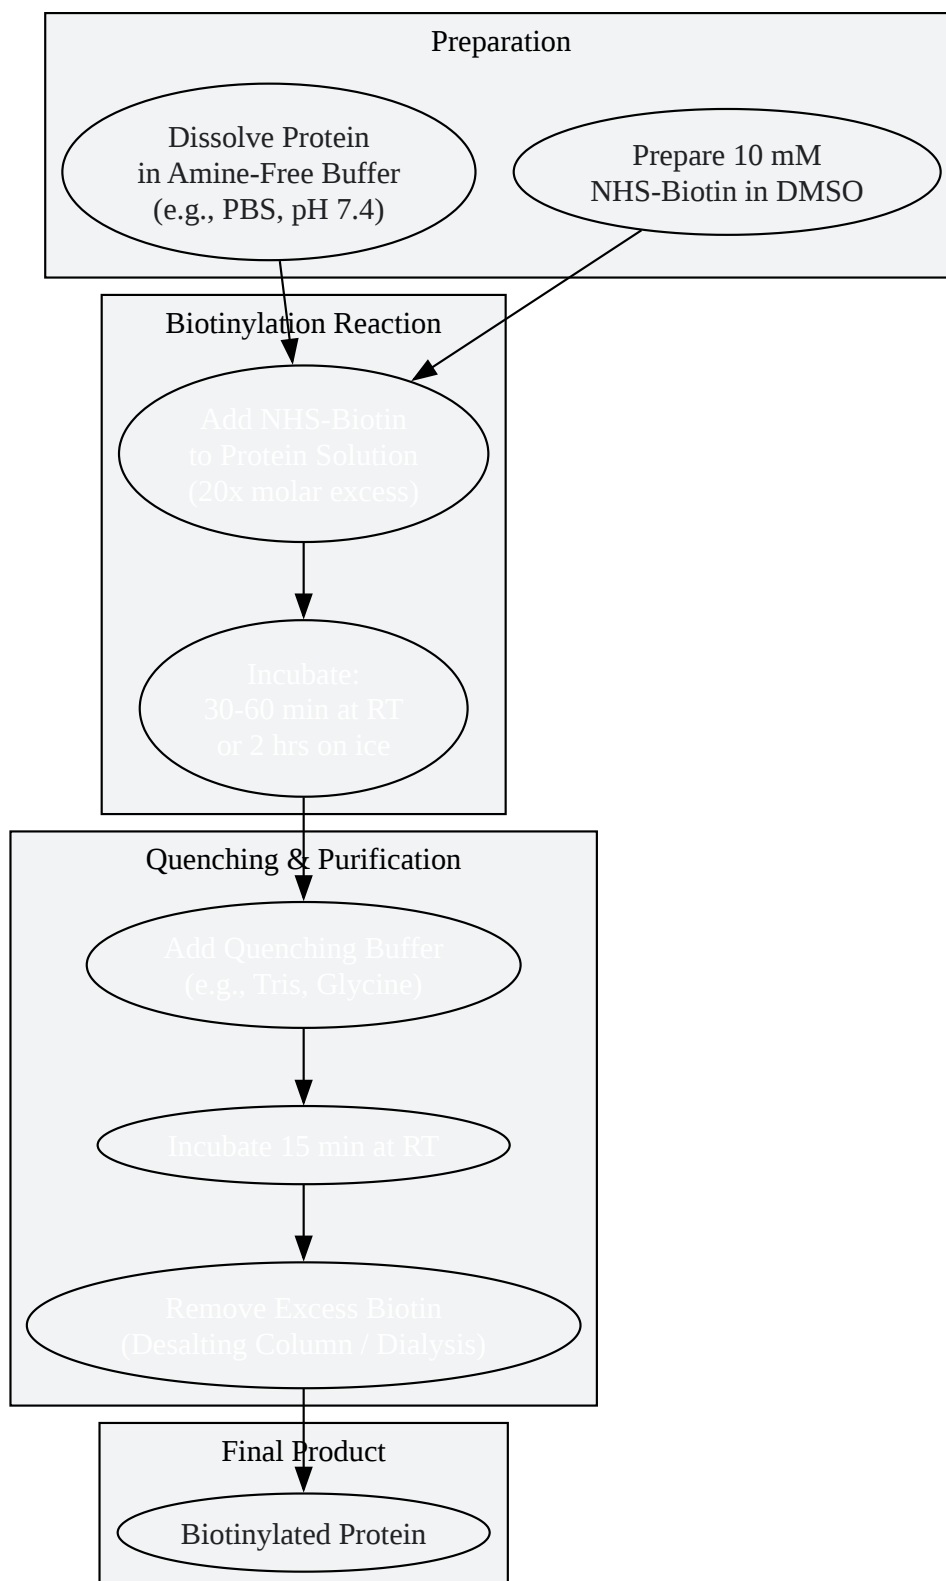 Preparation
Dissolve Protein
in Amine-Free Buffer
(e.g., PBS, pH 7.4)
Prepare 10 mM
NHS-Biotin in DMSO
Biotinylation Reaction
Add NHS-Biotin
to Protein Solution
(20x molar excess)
Incubate:
30-60 min at RT
or 2 hrs on ice
Quenching & Purification
Add Quenching Buffer
(e.g., Tris, Glycine)
Incubate 15 min at RT
Remove Excess Biotin
(Desalting Column / Dialysis)
Final Product
Biotinylated Protein